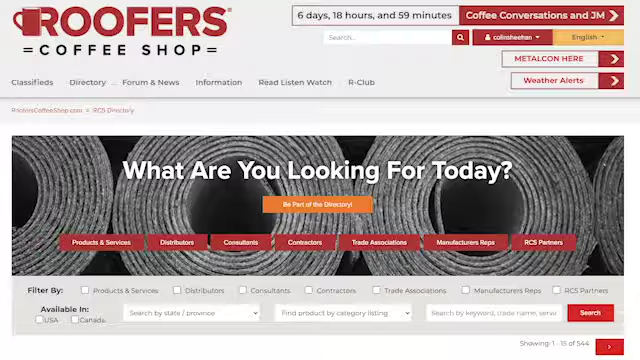 ROOFERS®
COFFEE SHOP®
6 days, 18 hours, and 59 minutes
Coffee Conversations and JM
Search...
colinsheehan
English
METALCON HERE
Weather Alerts
Classifieds Directory ... Forum & News Information Read Listen Watch R-Club
RoofersCoffeeShop.com > RCS Directory
What Are You Looking For Today?
Be Part of the Directory!
Products & Services Distributors Consultants Contractors Trade Associations Manufacturers Reps RCS Partners
Filter By: Products & Services Distributors Consultants Contractors Trade Associations Manufacturers Reps RCS Partners
Available In:
USA Canada
Search by state / province
Find product by category listing
Search by keyword, trade name, servi
Search
Showing: 1 - 15 of 544